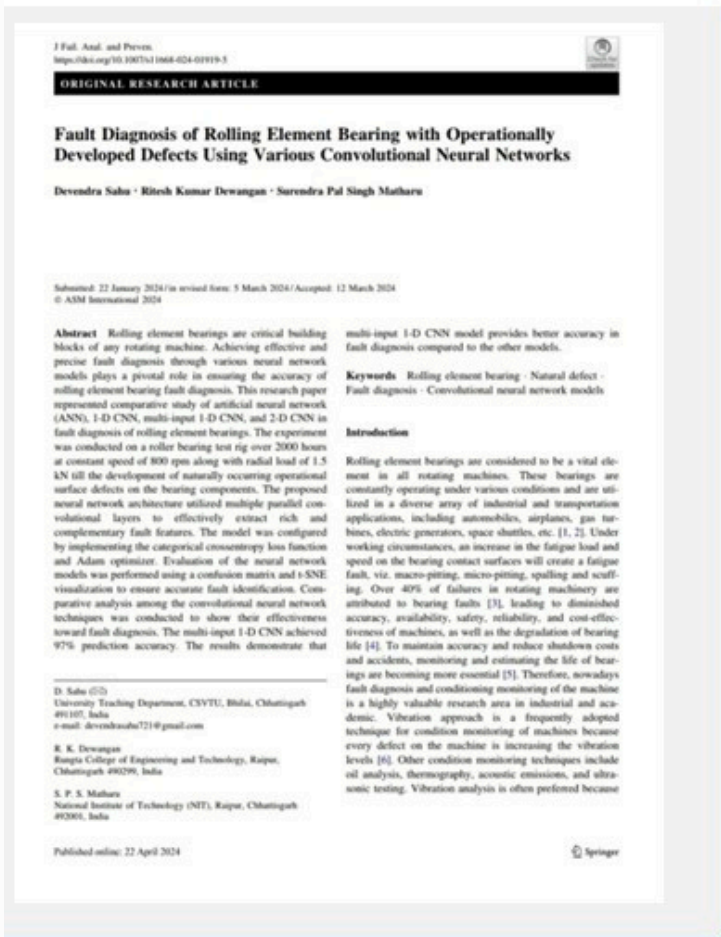 J Fail. Anal. and Preven.
https://doi.org/10.1007/s11668-024-01919-5
ORIGINAL RESEARCH ARTICLE
Fault Diagnosis of Rolling Element Bearing with Operationally
Developed Defects Using Various Convolutional Neural Networks
Devendra Sahu · Ritesh Kumar Dewangan · Surendra Pal Singh Matharu
Submitted: 22 January 2024 / in revised form: 5 March 2024 / Accepted: 12 March 2024
© ASM International 2024
Abstract Rolling element bearings are critical building
blocks of any rotating machine. Achieving effective and
precise fault diagnosis through various neural network
models plays a pivotal role in ensuring the accuracy of
rolling element bearing fault diagnosis. This research paper
represented comparative study of artificial neural network
(ANN), 1-D CNN, multi-input 1-D CNN, and 2-D CNN in
fault diagnosis of rolling element bearings. The experiment
was conducted on a roller bearing test rig over 2000 hours
at constant speed of 800 rpm along with radial load of 1.5
kN till the development of naturally occurring operational
surface defects on the bearing components. The proposed
neural network architecture utilized multiple parallel con-
volutional layers to effectively extract rich and
complementary fault features. The model was configured
by implementing the categorical crossentropy loss function
and Adam optimizer. Evaluation of the neural network
models was performed using a confusion matrix and t-SNE
visualization to ensure accurate fault identification. Com-
parative analysis among the convolutional neural network
techniques was conducted to show their effectiveness
toward fault diagnosis. The multi-input 1-D CNN achieved
97% prediction accuracy. The results demonstrate that
multi-input 1-D CNN model provides better accuracy in
fault diagnosis compared to the other models.
Keywords Rolling element bearing · Natural defect ·
Fault diagnosis · Convolutional neural network models
Introduction
Rolling element bearings are considered to be a vital ele-
ment in all rotating machines. These bearings are
constantly operating under various conditions and are uti-
lized in a diverse array of industrial and transportation
applications, including automobiles, airplanes, gas tur-
bines, electric generators, space shuttles, etc. [1, 2]. Under
working circumstances, an increase in the fatigue load and
speed on the bearing contact surfaces will create a fatigue
fault, viz. macro-pitting, micro-pitting, spalling and scuff-
ing. Over 40% of failures in rotating machinery are
attributed to bearing faults [3], leading to diminished
accuracy, availability, safety, reliability, and cost-effec-
tiveness of machines, as well as the degradation of bearing
life [4]. To maintain accuracy and reduce shutdown costs
and accidents, monitoring and estimating the life of bear-
ings are becoming more essential [5]. Therefore, nowadays
fault diagnosis and conditioning monitoring of the machine
is a highly valuable research area in industrial and aca-
demic. Vibration approach is a frequently adopted
technique for condition monitoring of machines because
every defect on the machine is increasing the vibration
levels [6]. Other condition monitoring techniques include
oil analysis, thermography, acoustic emissions, and ultra-
sonic testing. Vibration analysis is often preferred because
D. Sahu (✉)
University Teaching Department, CSVTU, Bhilai, Chhattisgarh
491107, India
e-mail: devendrasahu721@gmail.com
R. K. Dewangan
Rungta College of Engineering and Technology, Raipur,
Chhattisgarh 490299, India
S. P. S. Matharu
National Institute of Technology (NIT), Raipur, Chhattisgarh
492001, India
Published online: 22 April 2024
Springer